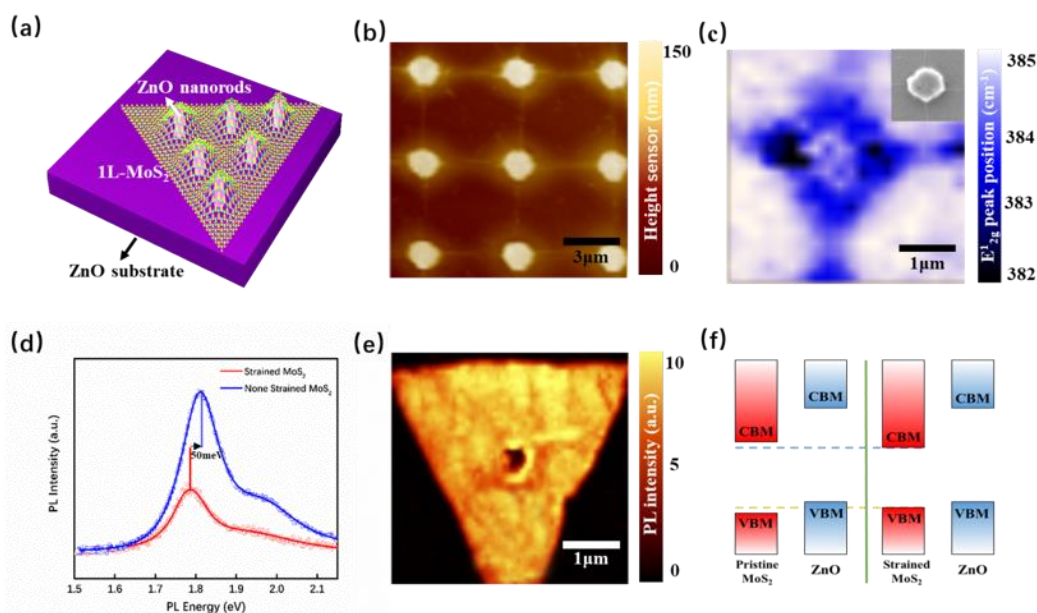 (a)
ZnO nanorods
1L-MoS₂
ZnO substrate
(b)
3μm
150
Height sensor (nm)
0
(c)
1μm
385
384
383
382
E¹₂g peak position (cm⁻¹)
(d)
Strained MoS₂
None Strained MoS₂
50meV
PL Intensity (a.u.)
1.5 1.6 1.7 1.8 1.9 2.0 2.1
PL Energy (eV)
(e)
1μm
10
5
0
PL intensity (a.u.)
(f)
CBM CBM CBM CBM
VBM VBM VBM VBM
Pristine
MoS₂
ZnO
Strained
MoS₂
ZnO